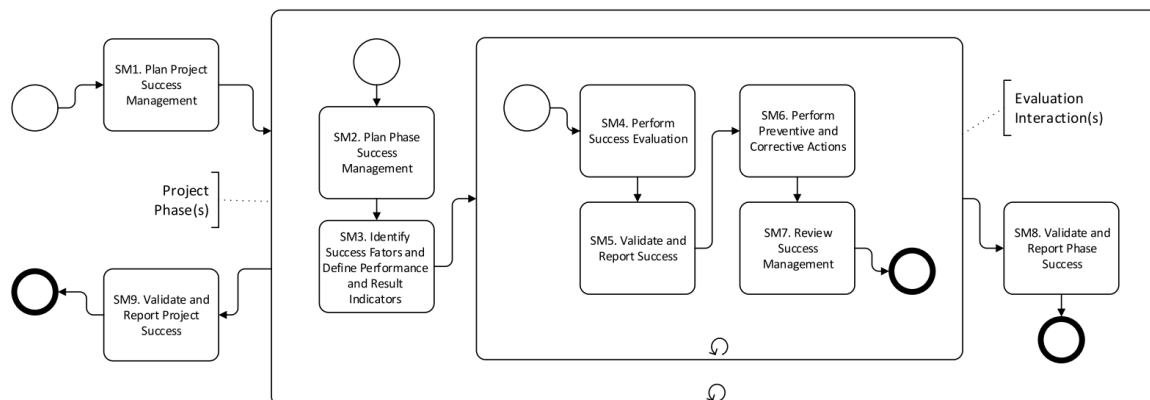 SM1. Plan Project
Success
Management
Project
Phase(s)
SM9. Validate and
Report Project
Success
SM2. Plan Phase
Success
Management
SM3. Identify
Success Fators and
Define Performance
and Result
Indicators
SM4. Perform
Success Evaluation
SM5. Validate and
Report Success
SM6. Perform
Preventive and
Corrective Actions
SM7. Review
Success
Management
Evaluation
Interaction(s)
SM8. Validate and
Report Phase
Success